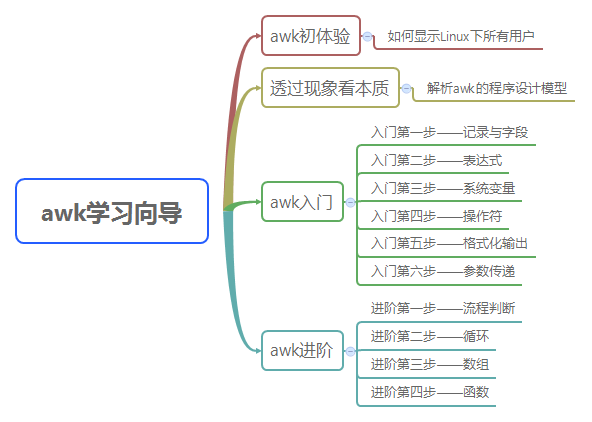 awk学习向导
awk初体验
如何显示Linux下所有用户
透过现象看本质
解析awk的程序设计模型
awk入门
入门第一步——记录与字段
入门第二步——表达式
入门第三步——系统变量
入门第四步——操作符
入门第五步——格式化输出
入门第六步——参数传递
awk进阶
进阶第一步——流程判断
进阶第二步——循环
进阶第三步——数组
进阶第四步——函数